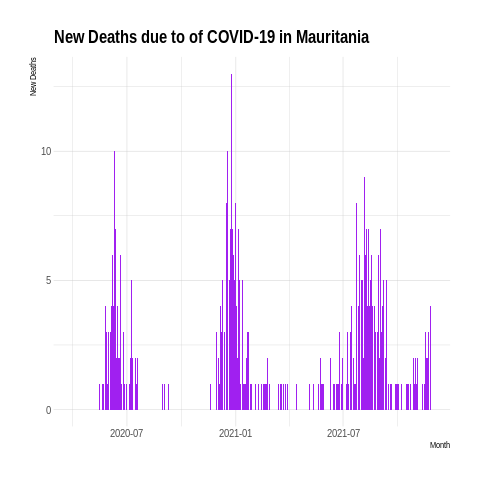 New Deaths due to of COVID-19 in Mauritania
New Deaths
10
5
0
2020-07 2021-01 2021-07
Month